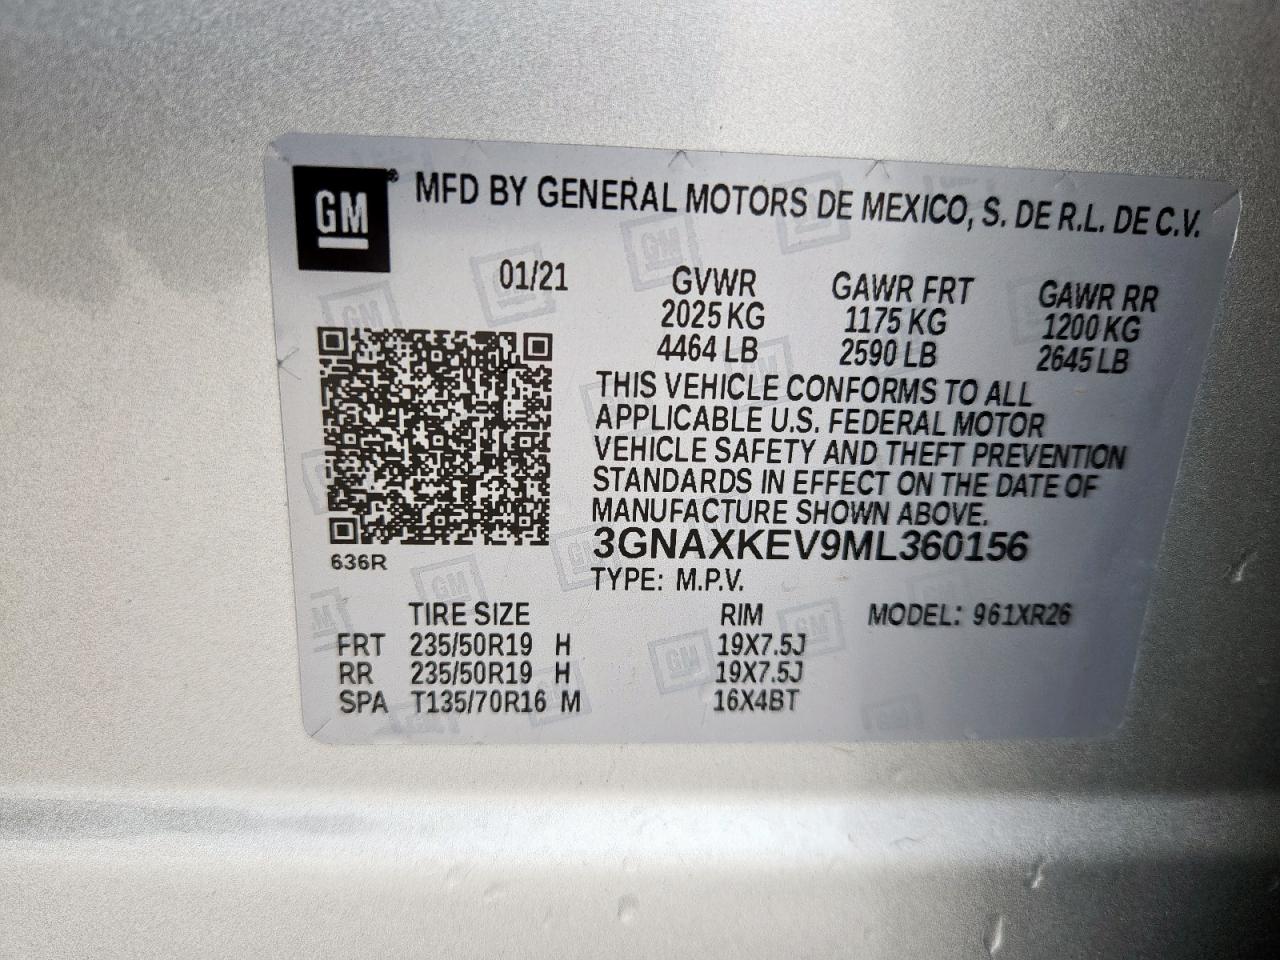 GM® MFD BY GENERAL MOTORS DE MEXICO, S. DE R.L. DE C.V.
01/21 GVWR GAWR FRT GAWR RR
2025 KG 1175 KG 1200 KG
4464 LB 2590 LB 2645 LB
THIS VEHICLE CONFORMS TO ALL
APPLICABLE U.S. FEDERAL MOTOR
VEHICLE SAFETY AND THEFT PREVENTION
STANDARDS IN EFFECT ON THE DATE OF
MANUFACTURE SHOWN ABOVE.
3GNAXKEV9ML360156
636R
TYPE: M.P.V.
TIRE SIZE RIM MODEL: 961XR26
FRT 235/50R19 H 19X7.5J
RR 235/50R19 H 19X7.5J
SPA T135/70R16 M 16X4BT